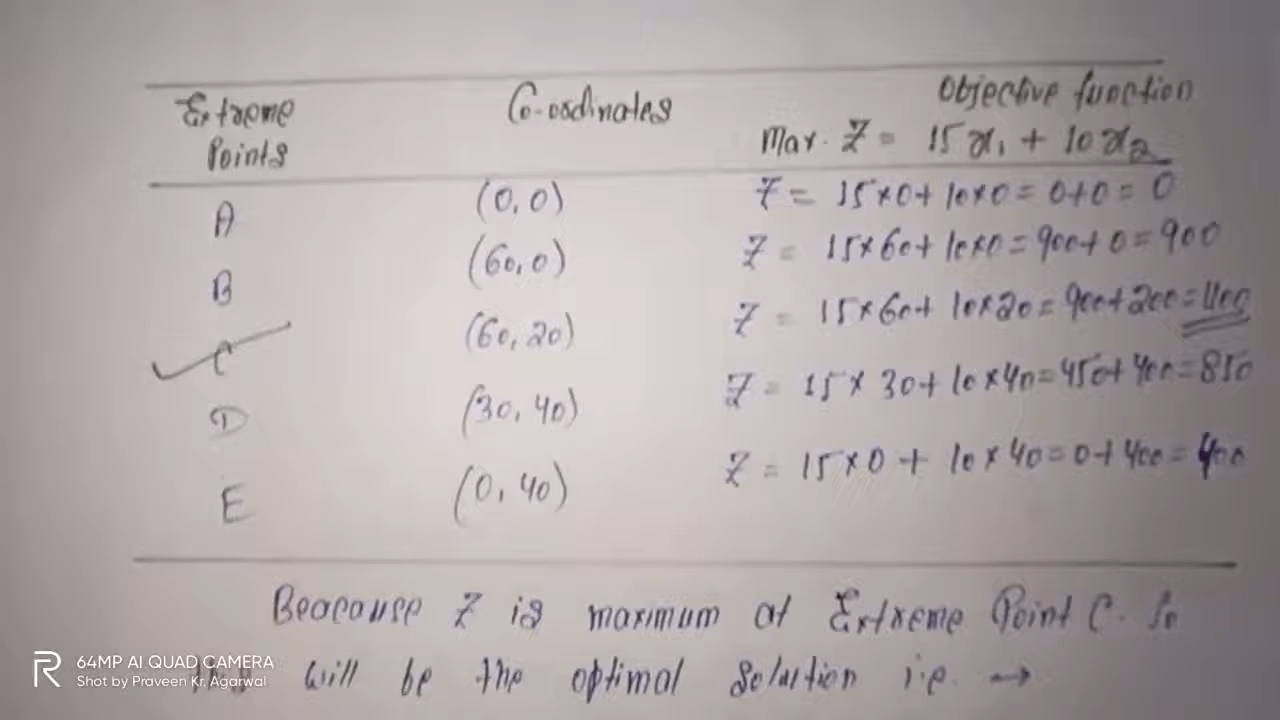 Extreme Points Co-ordinates Objective function
Max. Z = 15x₁ + 10x₂
A (0,0) Z = 15×0+10×0=0+0=0
B (60,0) Z = 15×60+10×0=900+0=900
C (60,20) Z = 15×60+10×20=900+200=1100
D (30,40) Z = 15×30+10×40=450+400=850
E (0,40) Z = 15×0+10×40=0+400=400
Beacause Z is maximum at Extreme Point C. So
will be the optimal solution i.e. →
64MP AI QUAD CAMERA
Shot by Praveen Kr. Agarwal